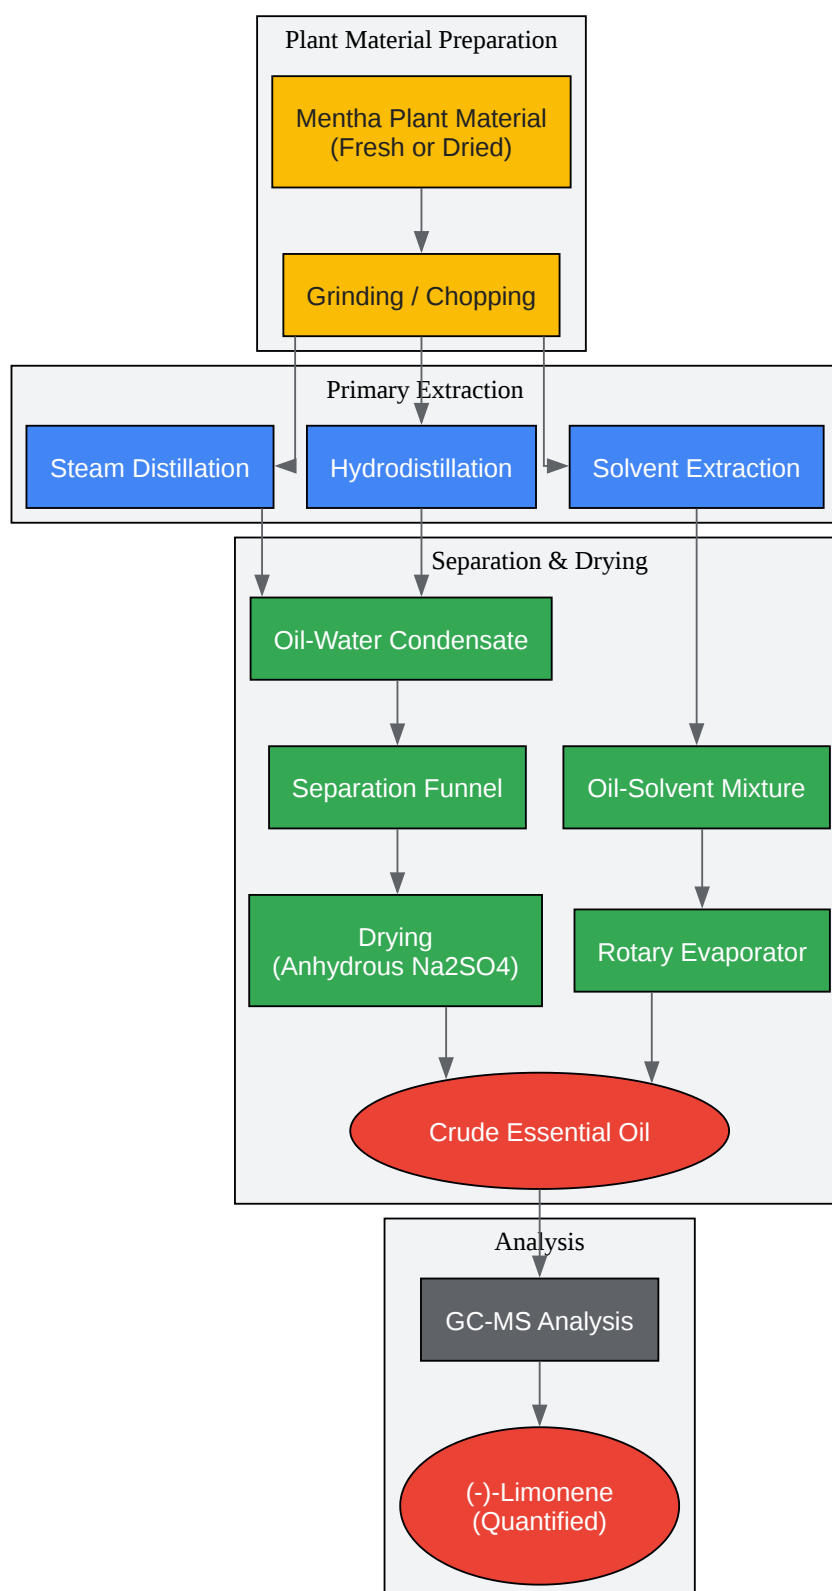 Plant Material Preparation
Mentha Plant Material
(Fresh or Dried)
Grinding / Chopping
Primary Extraction
Steam Distillation
Hydrodistillation
Solvent Extraction
Separation & Drying
Oil-Water Condensate
Separation Funnel
Oil-Solvent Mixture
Drying
(Anhydrous Na2SO4)
Rotary Evaporator
Crude Essential Oil
Analysis
GC-MS Analysis
(-)-Limonene
(Quantified)